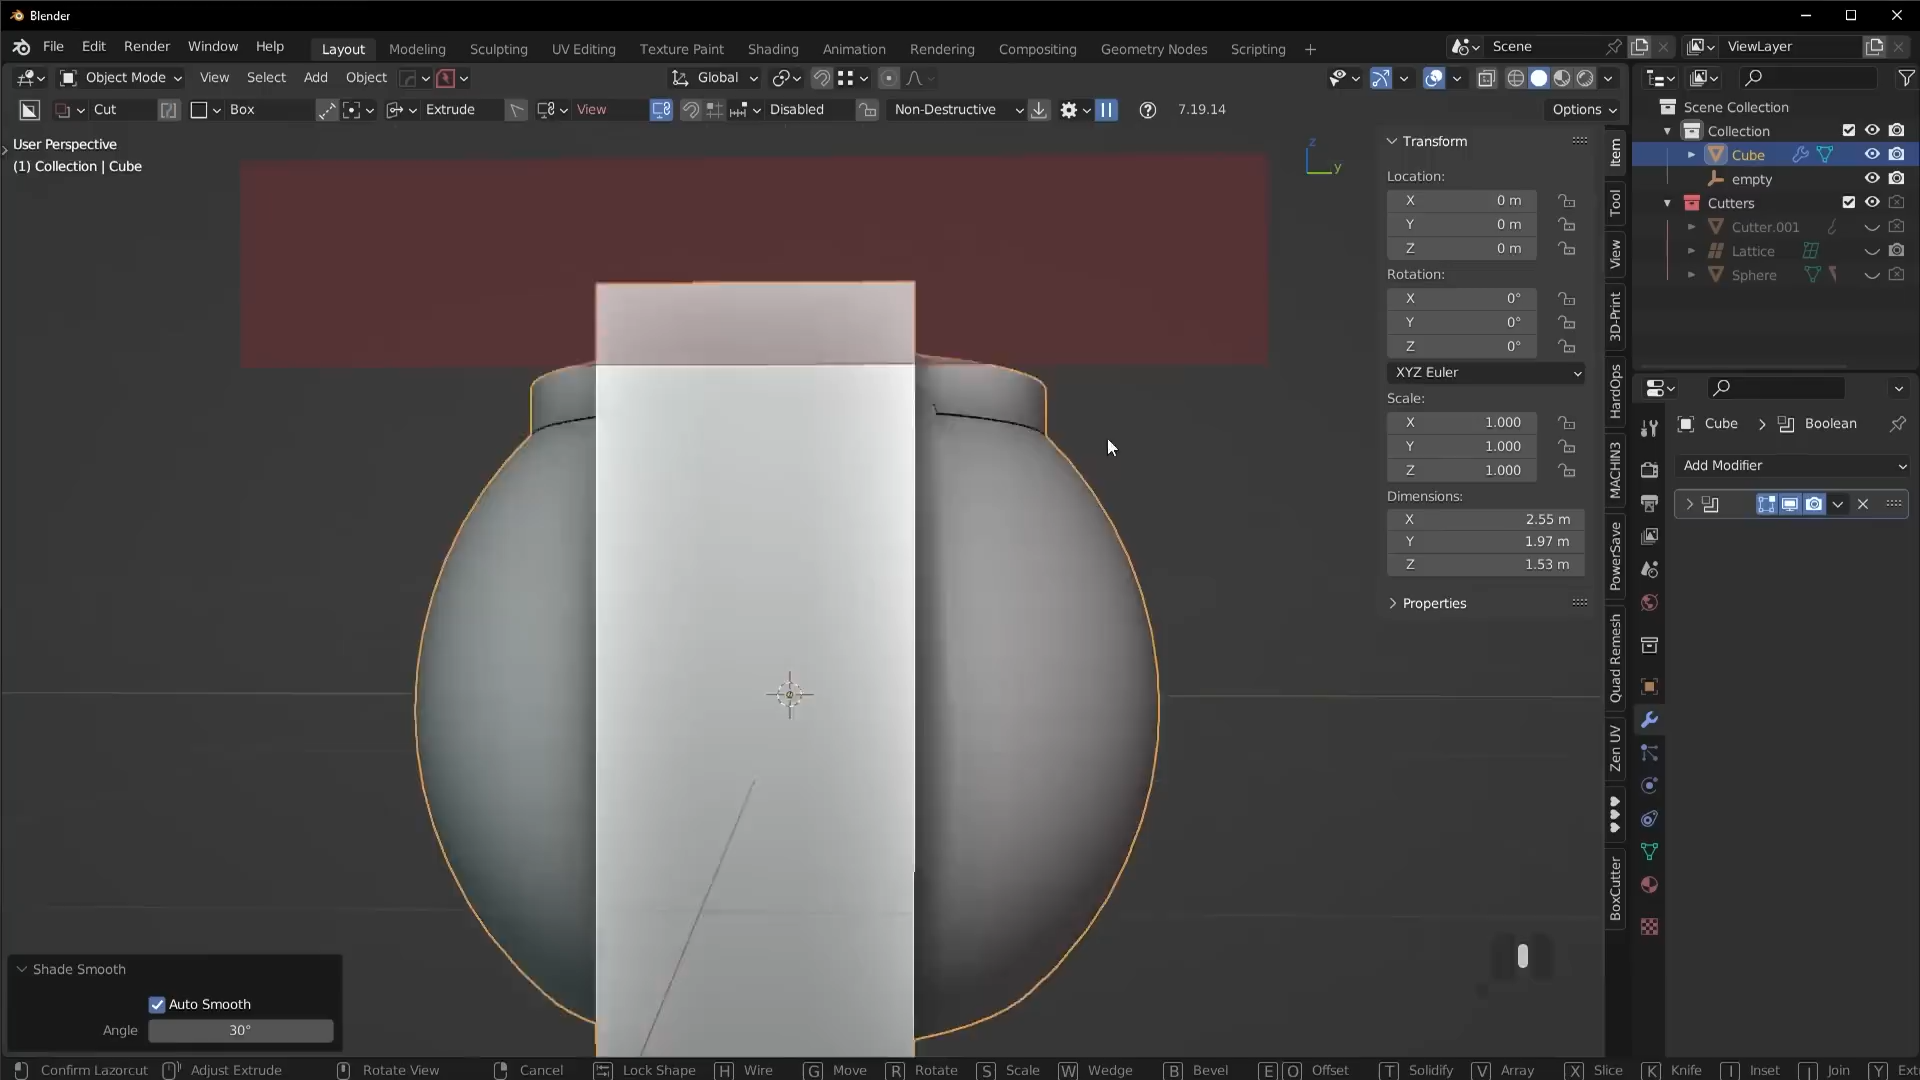 Blender
File Edit Render Window Help
Layout Modeling Sculpting UV Editing Texture Paint Shading Animation Rendering Compositing Geometry Nodes Scripting +
Scene
ViewLayer
Object Mode View Select Add Object
Global
Cut Box Extrude View Disabled Non-Destructive 7.19.14 Options
User Perspective
(1) Collection | Cube
z
y
Transform
Location:
X 0 m
Y 0 m
Z 0 m
Rotation:
X 0°
Y 0°
Z 0°
XYZ Euler
Scale:
X 1.000
Y 1.000
Z 1.000
Dimensions:
X 2.55 m
Y 1.97 m
Z 1.53 m
Properties
Item
Tool
View
3D-Print
HardOps
MACHIN3
PowerSave
Quad Remesh
Zen UV
♥♥♥
BoxCutter
Scene Collection
Collection
Cube
empty
Cutters
Cutter.001
Lattice
Sphere
Cube > Boolean
Add Modifier
Shade Smooth
Auto Smooth
Angle 30°
Confirm Lazorcut Adjust Extrude Rotate View Cancel Lock Shape H Wire G Move R Rotate S Scale W Wedge B Bevel E O Offset T Solidify V Array X Slice K Knife I Inset J Join Y Ext